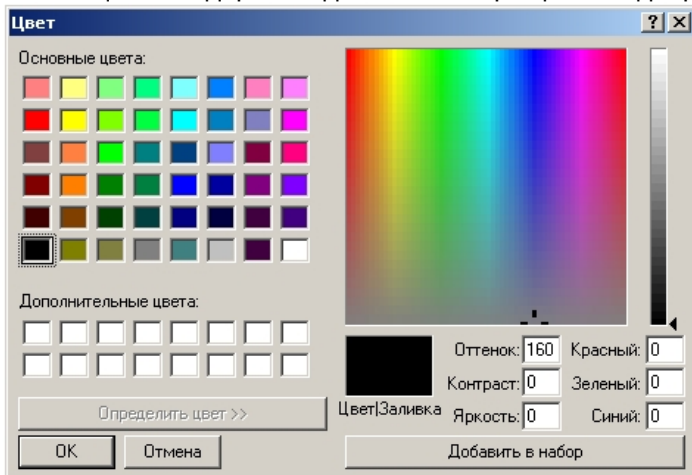 Цвет
Основные цвета:
Дополнительные цвета:
Определить цвет >>
OK
Отмена
Цвет|Заливка
Оттенок: 160
Контраст: 0
Яркость: 0
Красный: 0
Зеленый: 0
Синий: 0
Добавить в набор